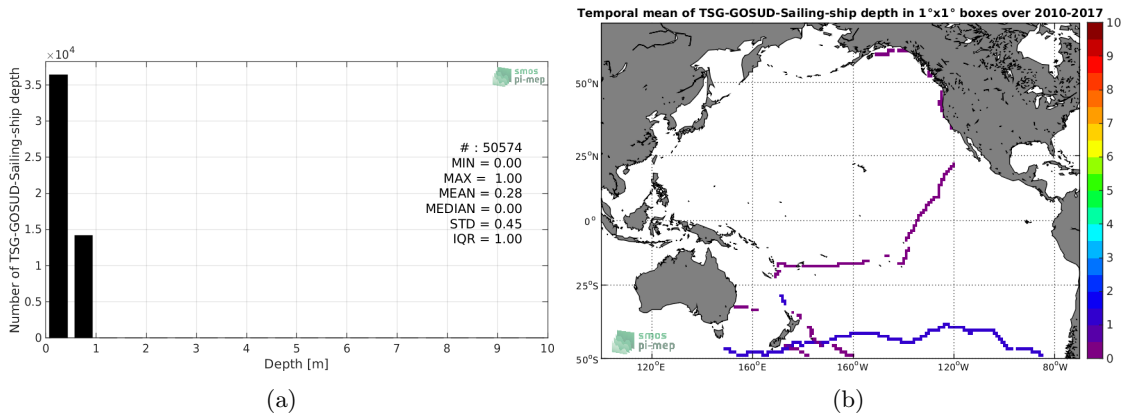 ×10⁴
3.5
3
2.5
2
1.5
1
0.5
0
Number of TSG-GOSUD-Sailing-ship depth
0 1 2 3 4 5 6 7 8 9 10
Depth [m]
smos
pi-mep
# : 50574
MIN = 0.00
MAX = 1.00
MEAN = 0.28
MEDIAN = 0.00
STD = 0.45
IQR = 1.00
(a)
Temporal mean of TSG-GOSUD-Sailing-ship depth in 1°x1° boxes over 2010-2017
50°N
25°N
0°
25°S
50°S
120°E 140°E 160°E 180°W 160°W 140°W 120°W 100°W 80°W
smos
pi-mep
10
9
8
7
6
5
4
3
2
1
0
(b)